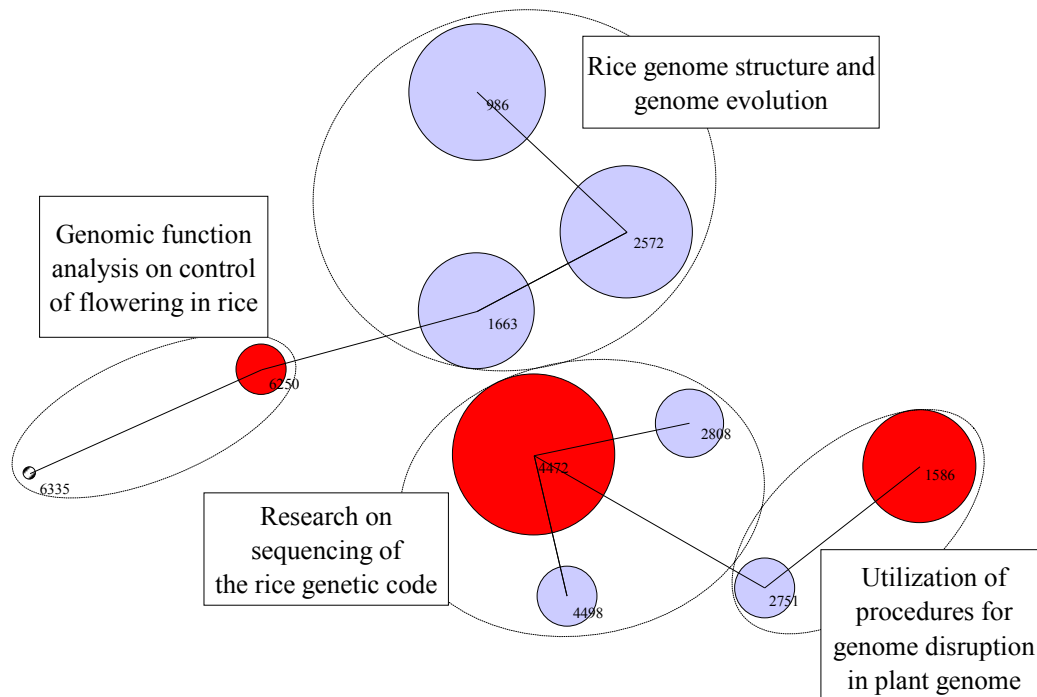 Rice genome structure and
genome evolution
986
2572
1663
Genomic function
analysis on control
of flowering in rice
6250
6335
4472
2808
4498
Research on
sequencing of
the rice genetic code
1586
2751
Utilization of
procedures for
genome disruption
in plant genome